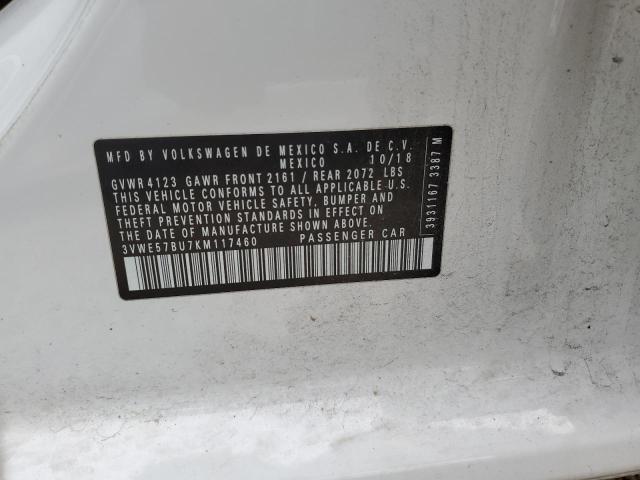 MFD BY VOLKSWAGEN DE MEXICO S.A. DE C.V.
MEXICO 10/18
GVWR 4123 GAWR FRONT 2161 / REAR 2072 LBS
THIS VEHICLE CONFORMS TO ALL APPLICABLE U.S.
FEDERAL MOTOR VEHICLE SAFETY, BUMPER AND
THEFT PREVENTION STANDARDS IN EFFECT ON
THE DATE OF MANUFACTURE SHOWN ABOVE.
3VWE57BU7KM117460 PASSENGER CAR
3931167 3387 M